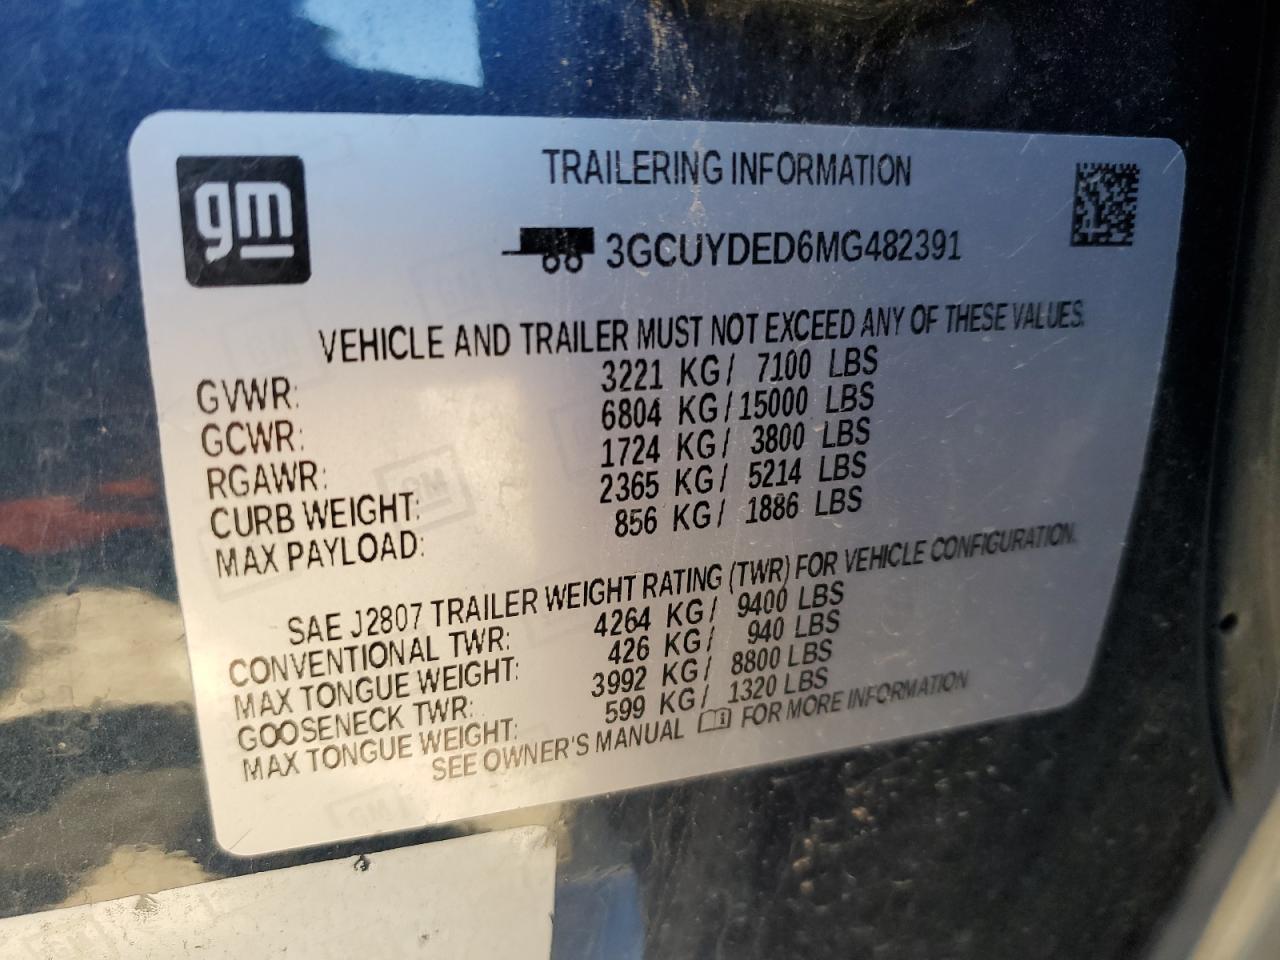 gm
TRAILERING INFORMATION
3GCUYDED6MG482391
VEHICLE AND TRAILER MUST NOT EXCEED ANY OF THESE VALUES.
GVWR: 3221 KG/ 7100 LBS
GCWR: 6804 KG/15000 LBS
RGAWR: 1724 KG/ 3800 LBS
CURB WEIGHT: 2365 KG/ 5214 LBS
MAX PAYLOAD: 856 KG/ 1886 LBS
SAE J2807 TRAILER WEIGHT RATING (TWR) FOR VEHICLE CONFIGURATION.
CONVENTIONAL TWR: 4264 KG/ 9400 LBS
MAX TONGUE WEIGHT: 426 KG/ 940 LBS
GOOSENECK TWR: 3992 KG/ 8800 LBS
MAX TONGUE WEIGHT: 599 KG/ 1320 LBS
SEE OWNER'S MANUAL FOR MORE INFORMATION